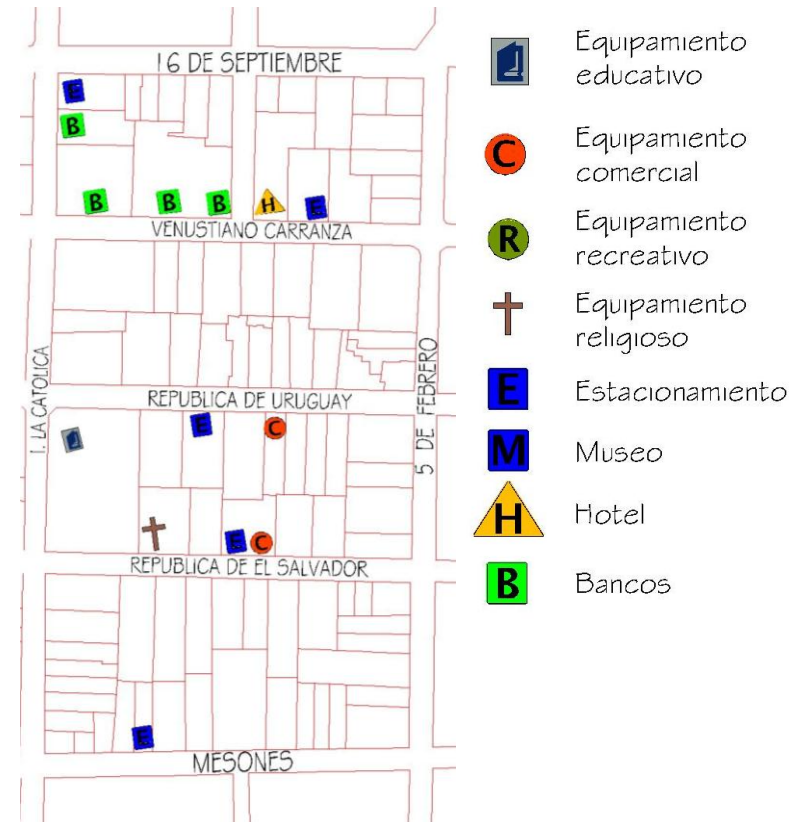 16 DE SEPTIEMBRE
E
B
B
B
B
H
E
VENUSTIANO CARRANZA
I. LA CATOLICA
5 DE FEBRERO
REPUBLICA DE URUGUAY
E
C
E
C
REPUBLICA DE EL SALVADOR
E
MESONES
Equipamiento
educativo
C
Equipamiento
comercial
R
Equipamiento
recreativo
Equipamiento
religioso
E
Estacionamiento
M
Museo
H
Hotel
B
Bancos